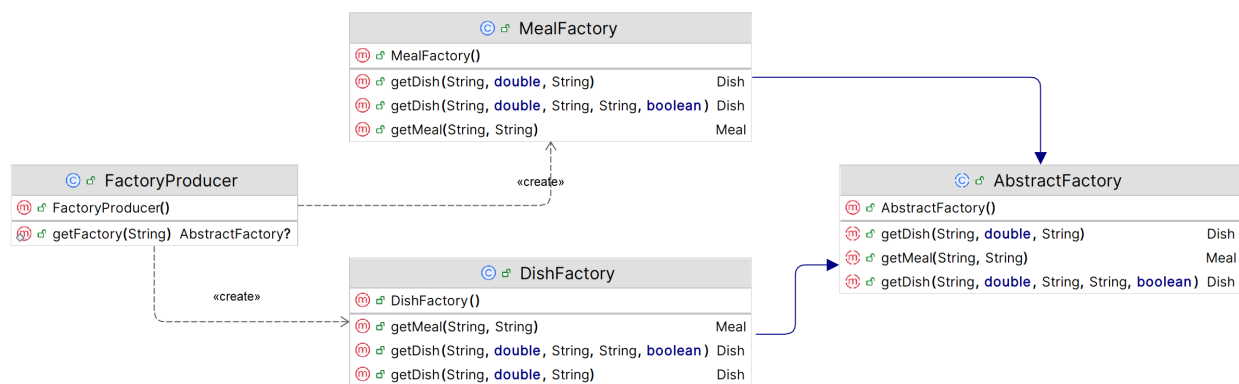 MealFactory
MealFactory()
getDish(String, double, String) Dish
getDish(String, double, String, String, boolean) Dish
getMeal(String, String) Meal
«create»
FactoryProducer
FactoryProducer()
getFactory(String) AbstractFactory?
AbstractFactory
AbstractFactory()
getDish(String, double, String) Dish
getMeal(String, String) Meal
getDish(String, double, String, String, boolean) Dish
«create»
DishFactory
DishFactory()
getMeal(String, String) Meal
getDish(String, double, String, String, boolean) Dish
getDish(String, double, String) Dish